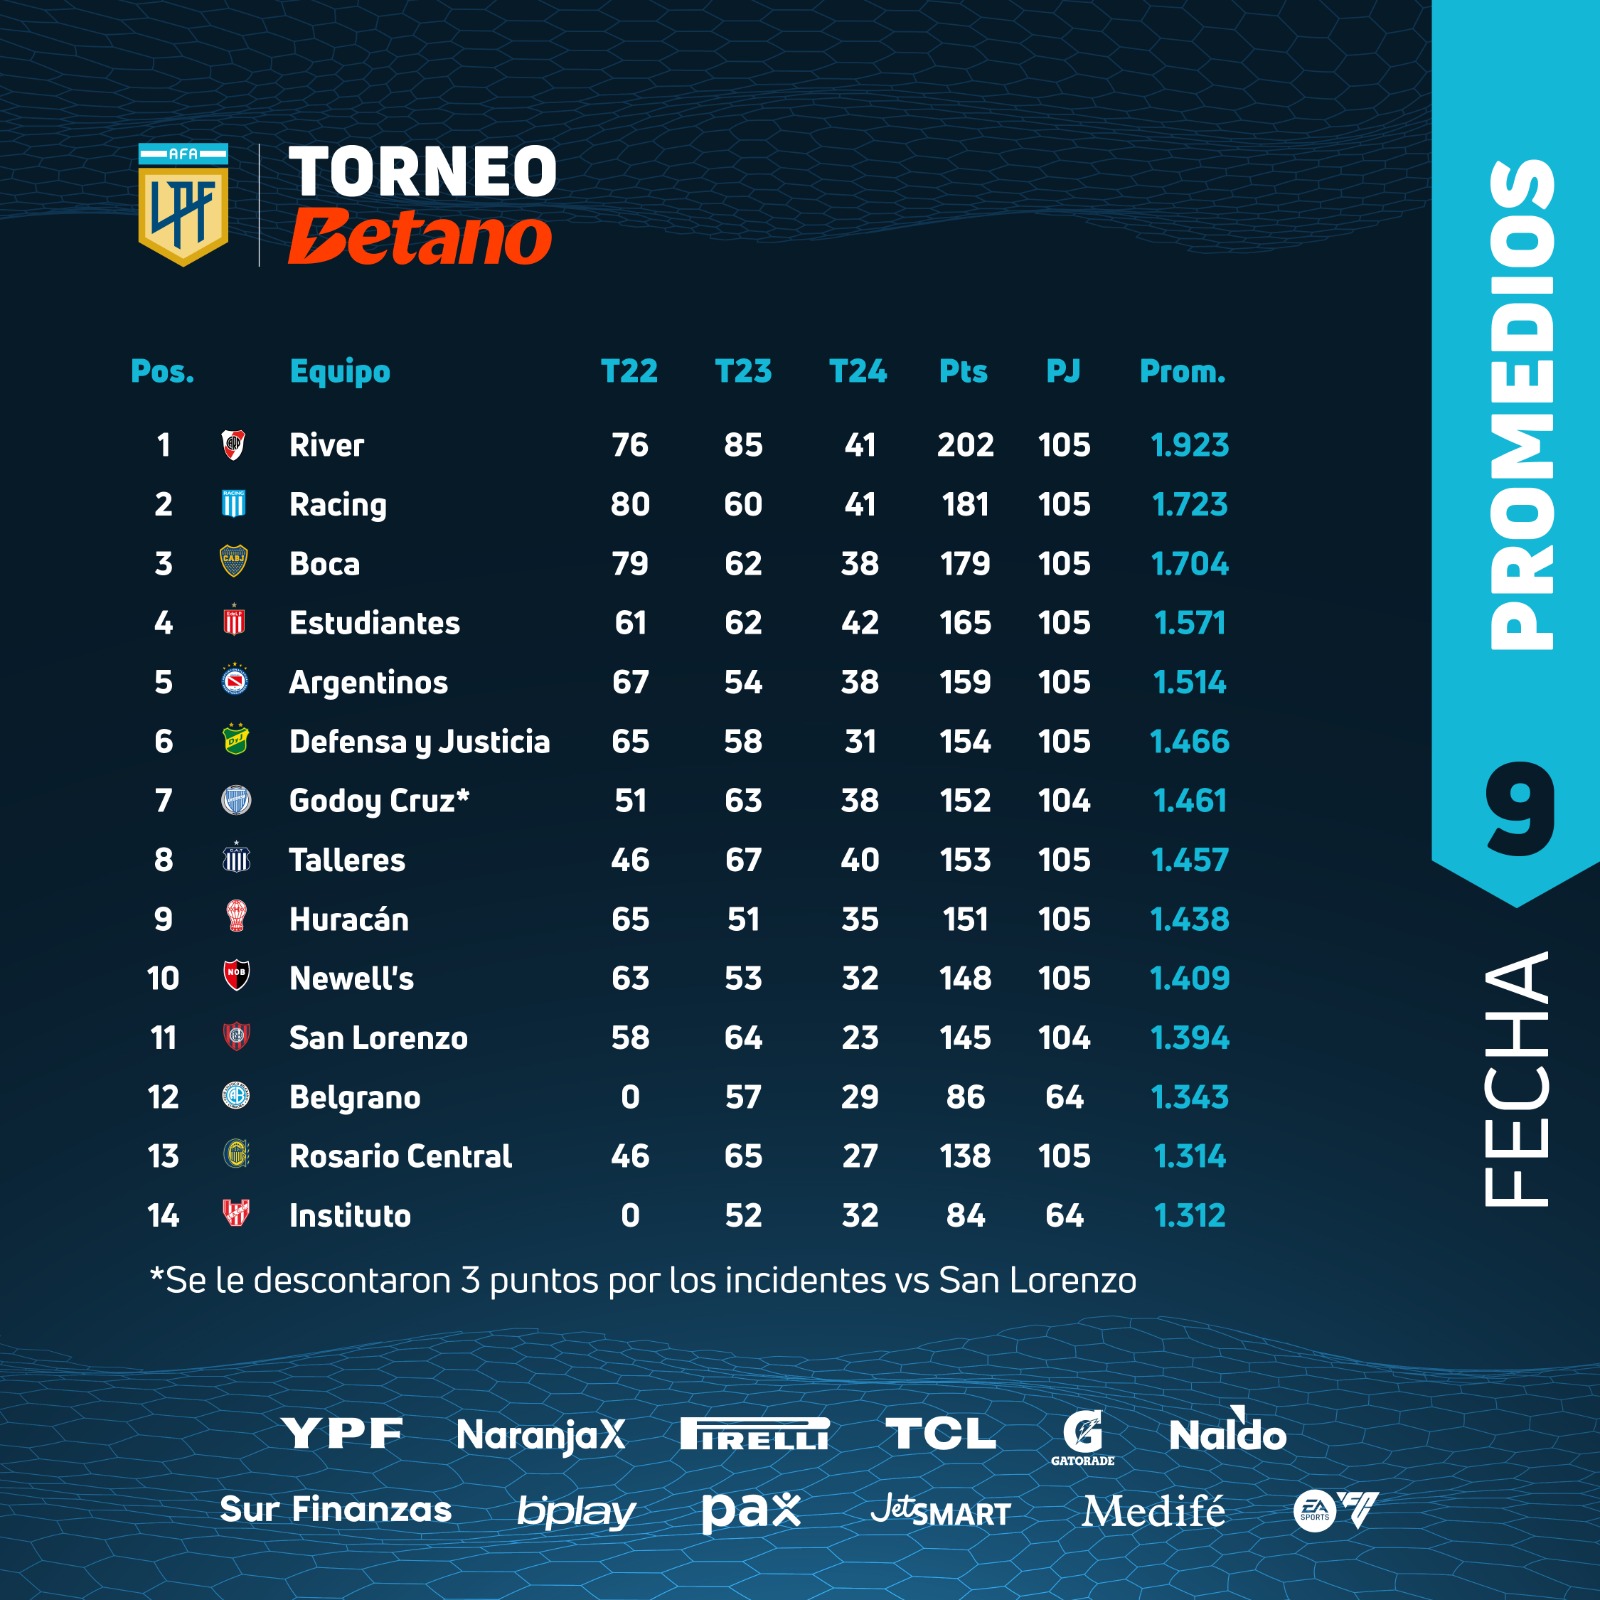 AFA
LPF
TORNEO
Betano
PROMEDIOS
9
FECHA
Pos. Equipo T22 T23 T24 Pts PJ Prom.
1 River 76 85 41 202 105 1.923
2 Racing 80 60 41 181 105 1.723
3 Boca 79 62 38 179 105 1.704
4 Estudiantes 61 62 42 165 105 1.571
5 Argentinos 67 54 38 159 105 1.514
6 Defensa y Justicia 65 58 31 154 105 1.466
7 Godoy Cruz* 51 63 38 152 104 1.461
8 Talleres 46 67 40 153 105 1.457
9 Huracán 65 51 35 151 105 1.438
10 NOB Newell's 63 53 32 148 105 1.409
11 San Lorenzo 58 64 23 145 104 1.394
12 Belgrano 0 57 29 86 64 1.343
13 Rosario Central 46 65 27 138 105 1.314
14 Instituto 0 52 32 84 64 1.312
*Se le descontaron 3 puntos por los incidentes vs San Lorenzo
YPF NaranjaX PIRELLI TCL G GATORADE Naldo
Sur Finanzas bplay pax JetSMART Medifé EA SPORTS FC